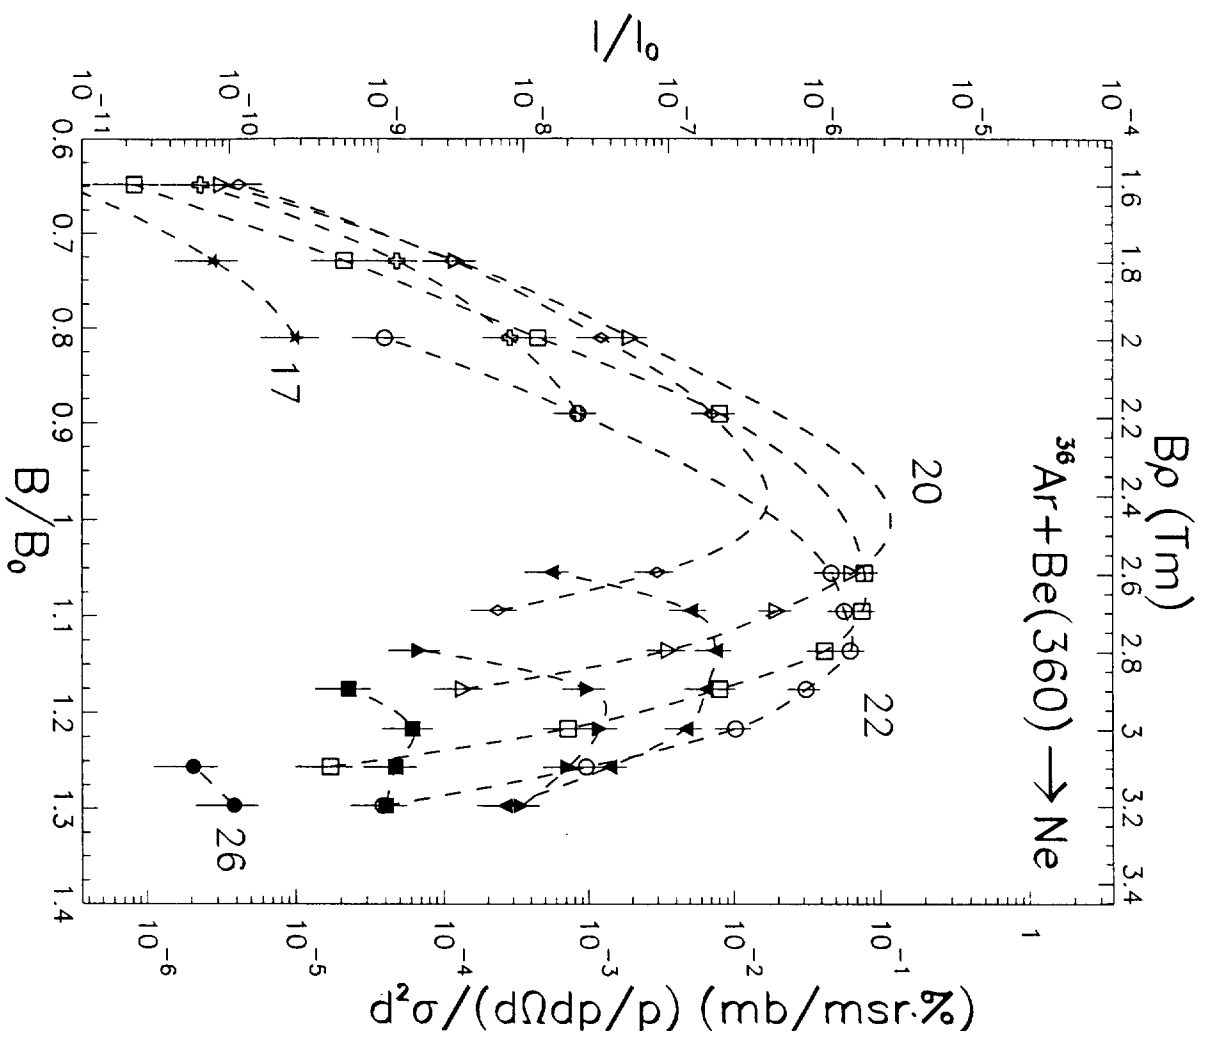 Bρ (Tm)
1.6 1.8 2 2.2 2.4 2.6 2.8 3 3.2 3.4
³⁶Ar+Be(360) → Ne
I/I₀
10⁻⁴
10⁻⁵
10⁻⁶
10⁻⁷
10⁻⁸
10⁻⁹
10⁻¹⁰
10⁻¹¹
20
22
17
26
1
10⁻¹
10⁻²
10⁻³
10⁻⁴
10⁻⁵
10⁻⁶
d²σ/(dΩdp/p) (mb/msr·%)
0.6 0.7 0.8 0.9 1 1.1 1.2 1.3 1.4
B/B₀